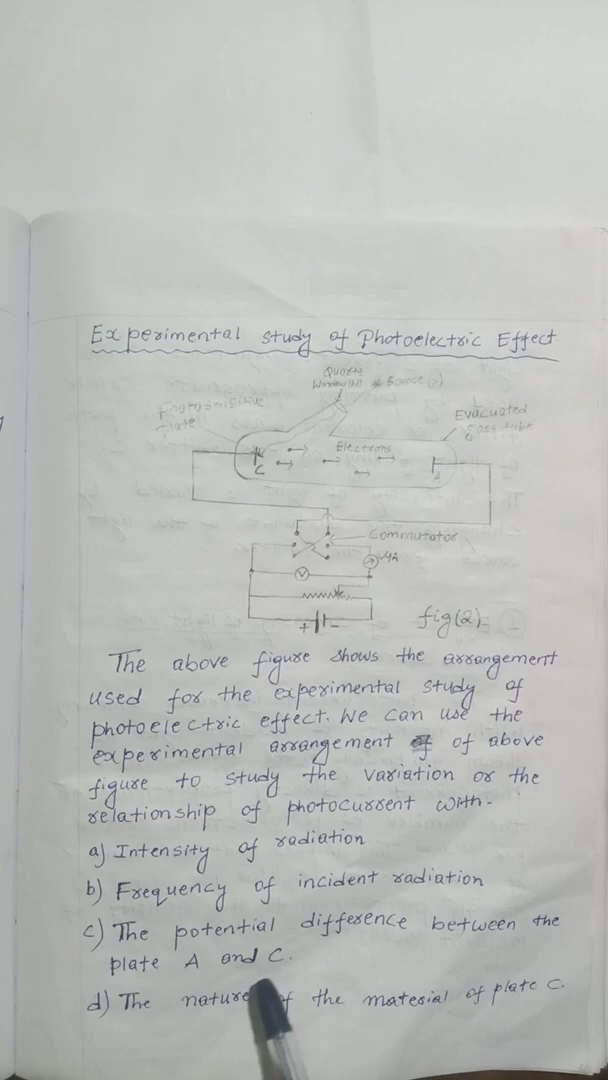 Experimental study of Photoelectric Effect
Quartz
Window(W)
Source (S)
Photosensitive
plate
Evacuated
glass tube
Electrons
C
A
Commutator
μA
V
+ -
fig(2)
The above figure shows the arrangement
used for the experimental study of
photoelectric effect. We can use the
experimental arrangement of above
figure to study the variation or the
relationship of photocurrent with-
a) Intensity of radiation
b) Frequency of incident radiation
c) The potential difference between the
plate A and C.
d) The nature of the material of plate C.